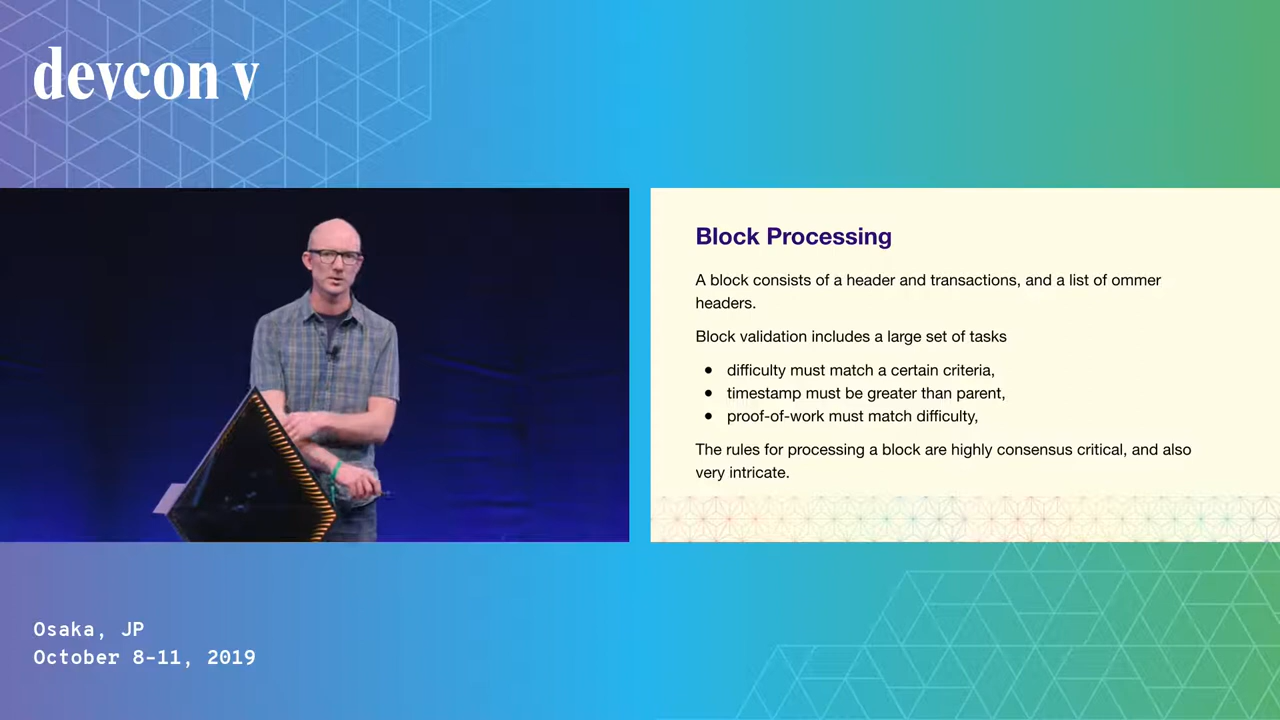 devcon v
Block Processing
A block consists of a header and transactions, and a list of ommer
headers.
Block validation includes a large set of tasks
● difficulty must match a certain criteria,
● timestamp must be greater than parent,
● proof-of-work must match difficulty,
The rules for processing a block are highly consensus critical, and also
very intricate.
Osaka, JP
October 8-11, 2019